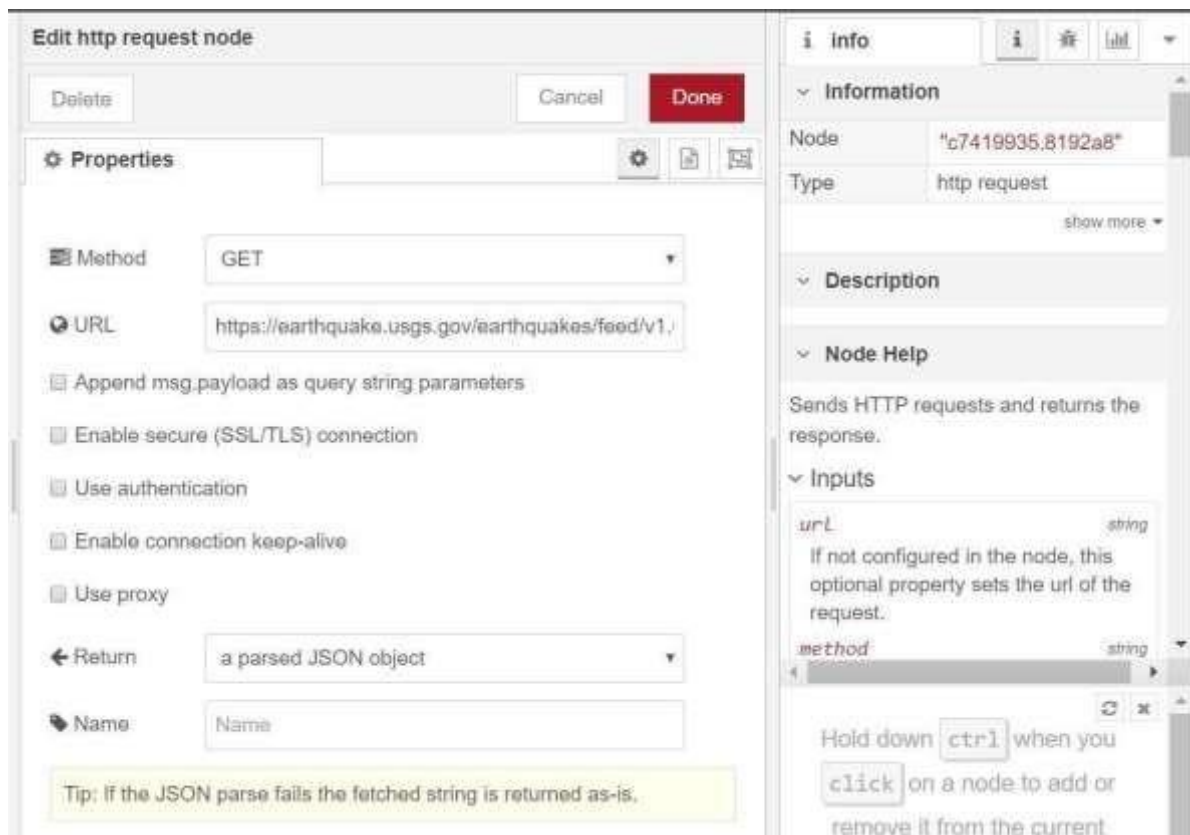 Edit http request node
Delete
Cancel
Done
Properties
Method
GET
URL
https://earthquake.usgs.gov/earthquakes/feed/v1.
Append msg.payload as query string parameters
Enable secure (SSL/TLS) connection
Use authentication
Enable connection keep-alive
Use proxy
Return
a parsed JSON object
Name
Name
Tip: If the JSON parse fails the fetched string is returned as-is.
i info
i
Information
Node
"c7419935.8192a8"
Type
http request
show more
Description
Node Help
Sends HTTP requests and returns the
response.
Inputs
url
string
If not configured in the node, this
optional property sets the url of the
request.
method
string
Hold down ctrl when you
click on a node to add or
remove it from the current